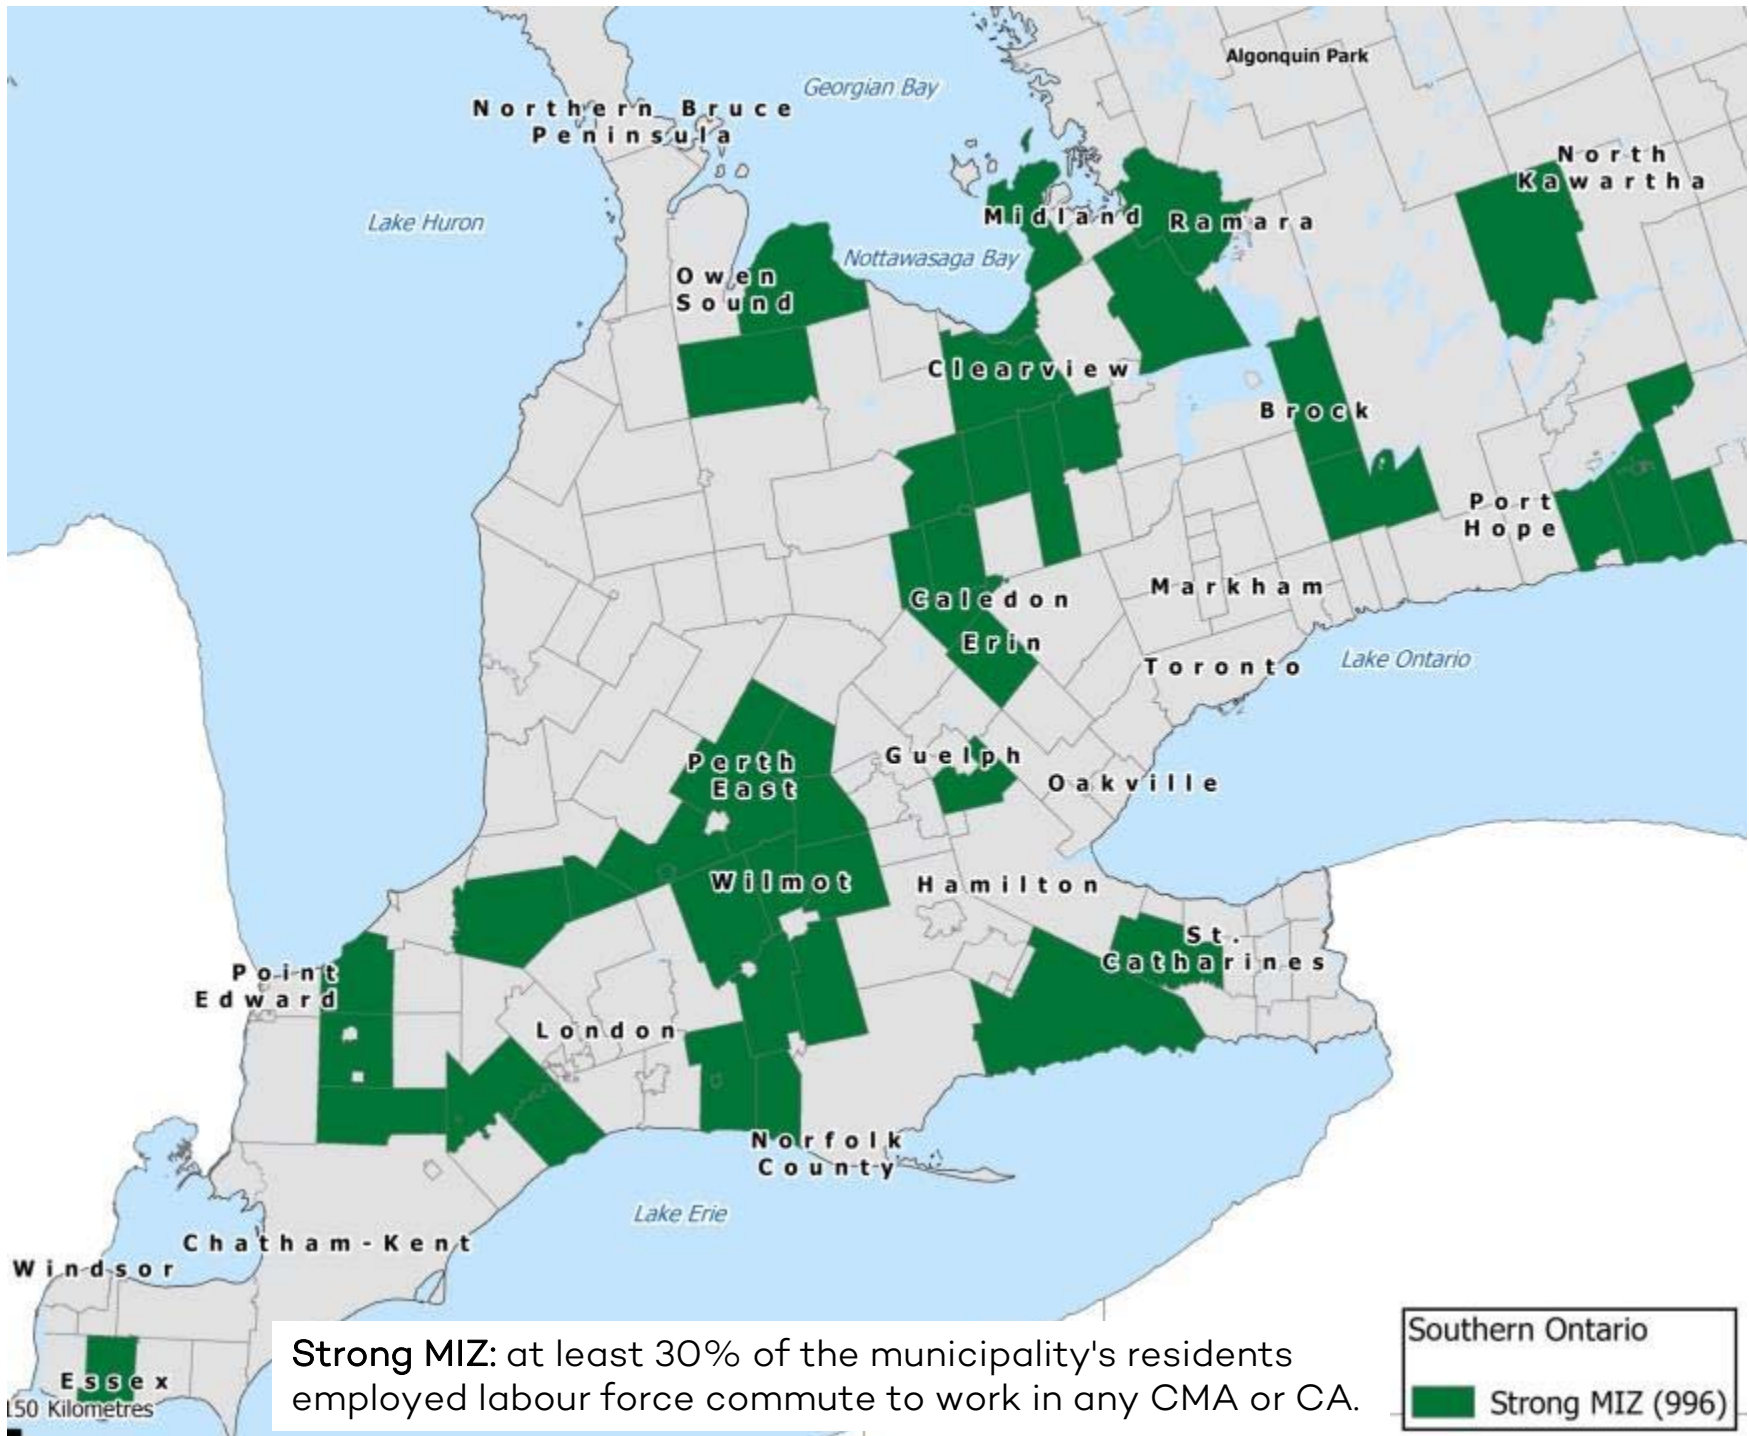 Algonquin Park
Georgian Bay
Northern Bruce
Peninsula
North
Kawartha
Lake Huron
Midland
Ramara
Nottawasaga Bay
Owen
Sound
Clearview
Brock
Port
Hope
Markham
Caledon
Erin
Toronto
Lake Ontario
Perth
East
Guelph
Oakville
Wilmot
Hamilton
St.
Catharines
Point
Edward
London
Norfolk
County
Lake Erie
Chatham-Kent
Windsor
Essex
150 Kilometres
Strong MIZ: at least 30% of the municipality's residents
employed labour force commute to work in any CMA or CA.
Southern Ontario
Strong MIZ (996)